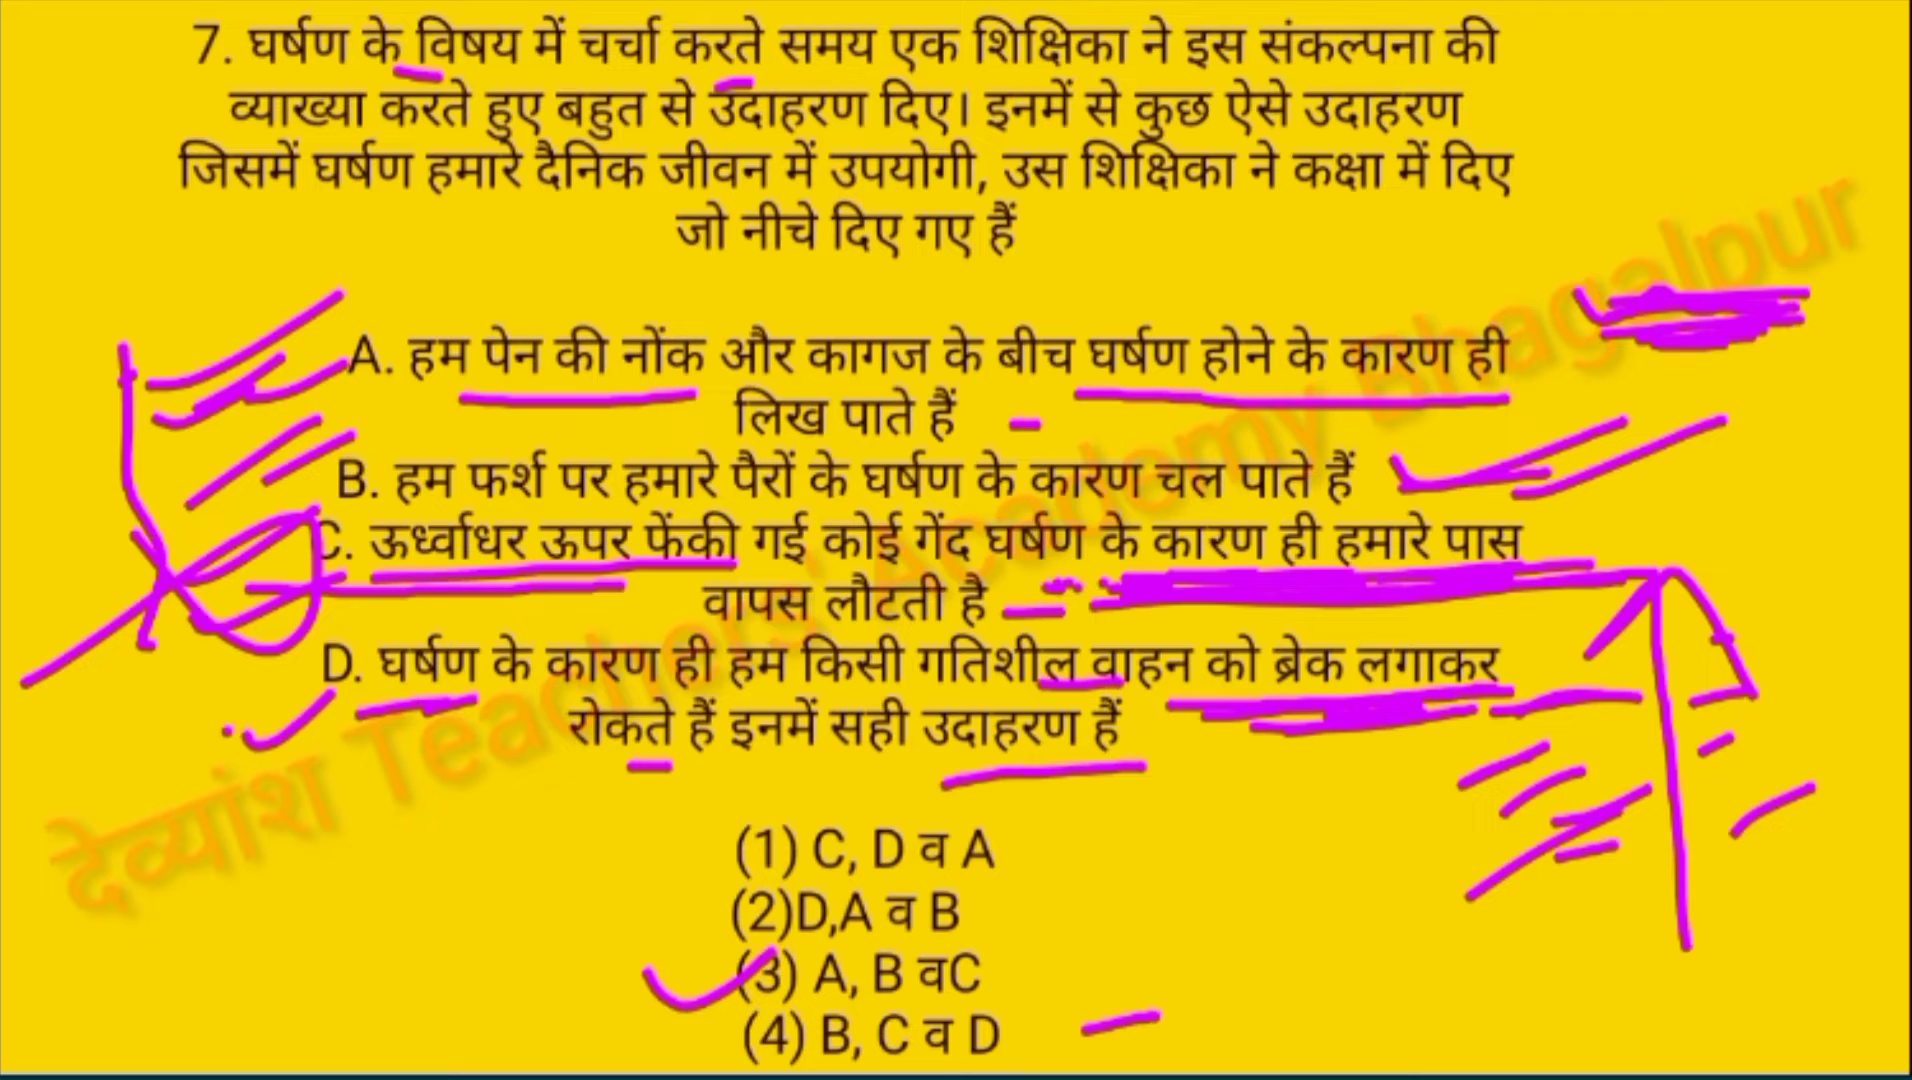 7. घर्षण के विषय में चर्चा करते समय एक शिक्षिका ने इस संकल्पना की
व्याख्या करते हुए बहुत से उदाहरण दिए। इनमें से कुछ ऐसे उदाहरण
जिसमें घर्षण हमारे दैनिक जीवन में उपयोगी, उस शिक्षिका ने कक्षा में दिए
जो नीचे दिए गए हैं
A. हम पेन की नोंक और कागज के बीच घर्षण होने के कारण ही
लिख पाते हैं
B. हम फर्श पर हमारे पैरों के घर्षण के कारण चल पाते हैं
C. ऊर्ध्वाधर ऊपर फेंकी गई कोई गेंद घर्षण के कारण ही हमारे पास
वापस लौटती है
D. घर्षण के कारण ही हम किसी गतिशील वाहन को ब्रेक लगाकर
रोकते हैं इनमें सही उदाहरण हैं
(1) C, D व A
(2)D,A व B
(3) A, B वC
(4) B, C व D
देव्यांश Teachers' Academy Bhagalpur